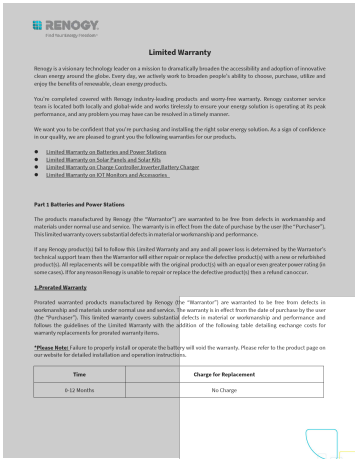 RENOGY.
Limited Warranty
Renogy is a visionary technology leader on a mission to dramatically broaden the accessibility and adoption of innovative
clean energy around the globe. Every day, we actively work to broaden people's ability to choose, purchase, utilize and
enjoy the benefits of renewable, clean energy products.
You're completed covered with Renogy industry-leading products and worry-free warranty. Renogy customer service
team is located both locally and global-wide and works tirelessly to ensure your energy solution is operating at its peak
performance, and any problem you may have can be resolved in a timely manner.
We want you to be confident that you're purchasing and installing the right solar energy solution. As a sign of confidence
in our quality, we are pleased to grant you the following warranties for our products.
● Limited Warranty on Batteries and Power Stations
● Limited Warranty on Solar Panels and Solar Kits
● Limited Warranty on Charge Controller,Inverter,Battery Charger
● Limited Warranty on IOT Monitors and Accessories
Part 1 Batteries and Power Stations
The products manufactured by Renogy (the "Warrantor") are warranted to be free from defects in workmanship and
materials under normal use and service. The warranty is in effect from the date of purchase by the user (the "Purchaser").
This limited warranty covers substantial defects in material or workmanship and performance.
If any Renogy product(s) fail to follow this Limited Warranty and any and all power loss is determined by the Warrantor's
technical support team then the Warrantor will either repair or replace the defective product(s) with a new or refurbished
product(s). All replacements will be compatible with the original product(s) with an equal or even greater power rating (in
some cases). If for any reason Renogy is unable to repair or replace the defective product(s) then a refund can occur.
1.Prorated Warranty
Prorated warranted products manufactured by Renogy (the "Warrantor") are warranted to be free from defects in
workmanship and materials under normal use and service. The warranty is in effect from the date of purchase by the user
(the "Purchaser"). This limited warranty covers substantial defects in material or workmanship and performance and
follows the guidelines of the Limited Warranty with the addition of the following table detailing exchange costs for
warranty replacements for prorated warranty items.
*Please Note: Failure to properly install or operate the battery will void the warranty. Please refer to the product page on
our website for detailed installation and operation instructions.
Time Charge for Replacement
0-12 Months No Charge